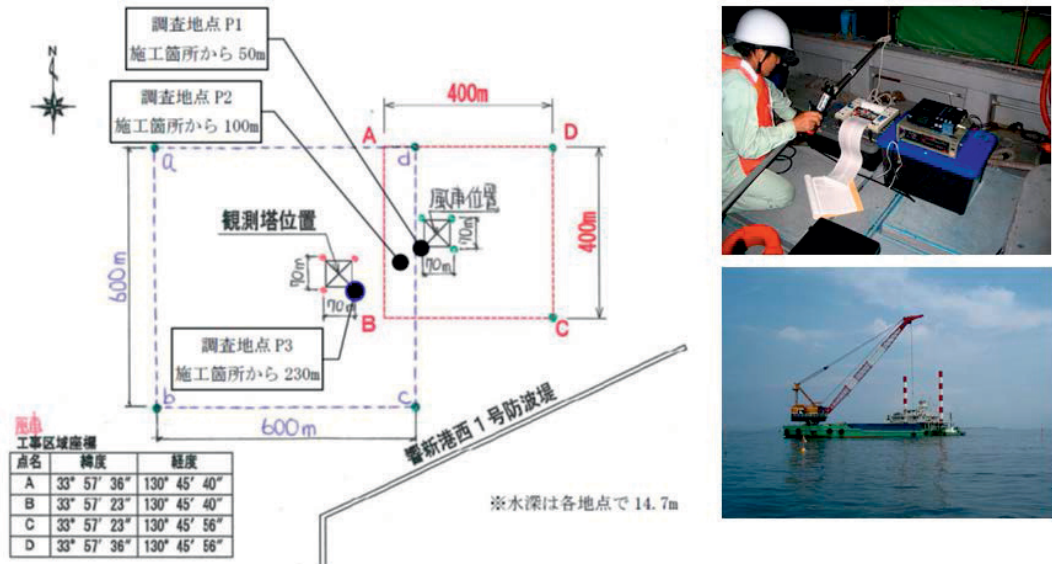 調査地点 P1
施工箇所から 50m
N
調査地点 P2
施工箇所から 100m
400m
A
d
D
a
風車位置
観測塔位置
70m
70m
70m
70m
400m
600m
B
C
調査地点 P3
施工箇所から 230m
b
c
600m
響新港西1号防波堤
風車
工事区域座標
点名 緯度 経度
A 33° 57′ 36″ 130° 45′ 40″
B 33° 57′ 23″ 130° 45′ 40″
C 33° 57′ 23″ 130° 45′ 56″
D 33° 57′ 36″ 130° 45′ 56″
※水深は各地点で 14.7m